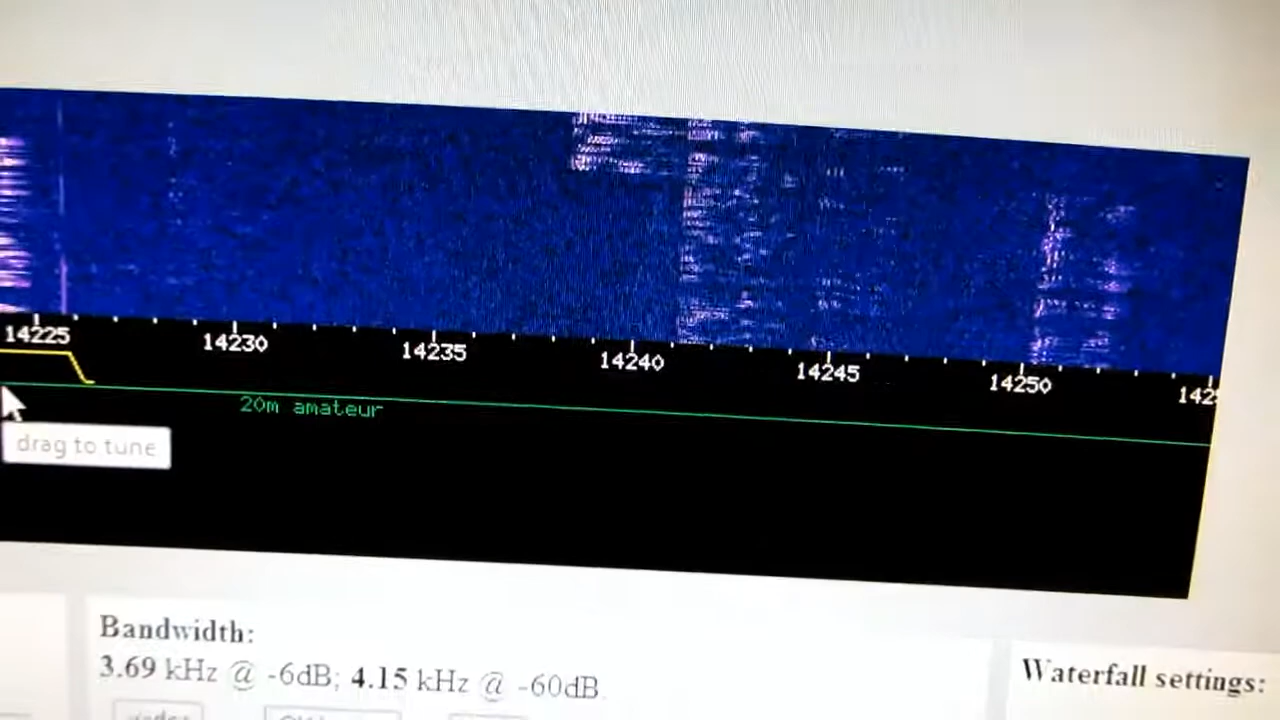 14225 14230 14235 14240 14245 14250
20m amateur
drag to tune
Bandwidth:
3.69 kHz @ -6dB; 4.15 kHz @ -60dB
Waterfall settings: